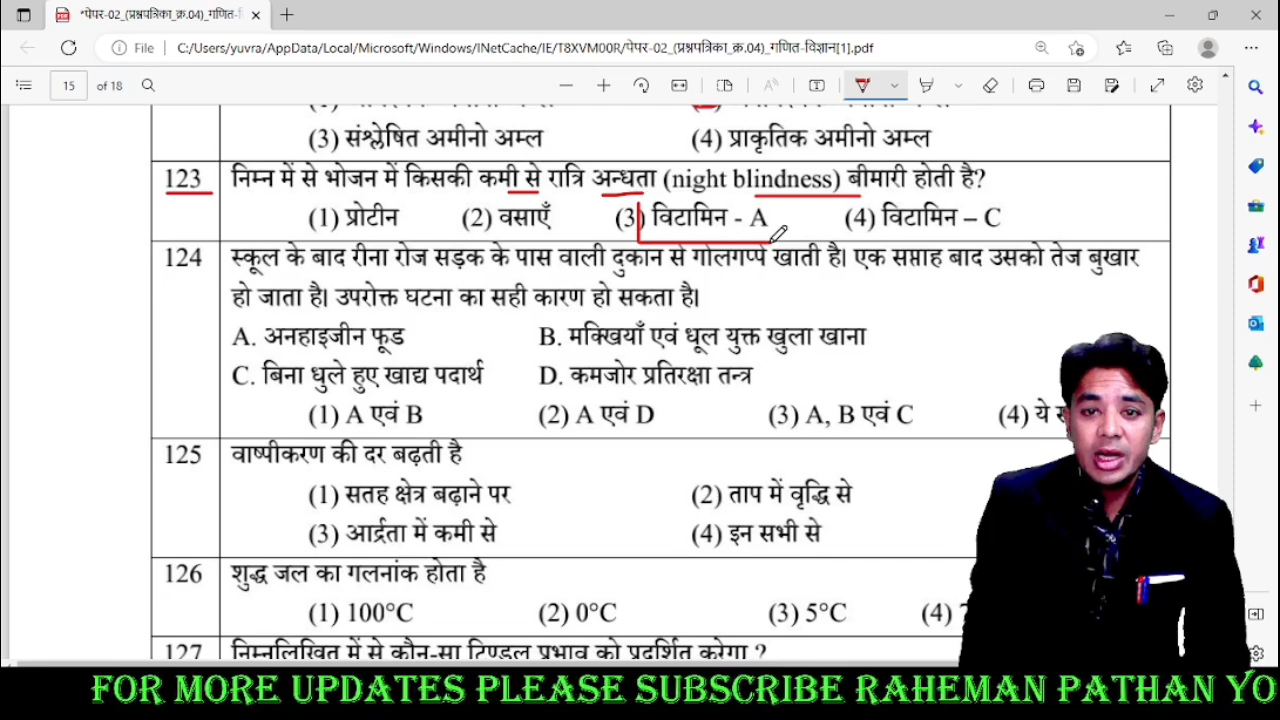 *पेपर-02_(प्रश्नपत्रिका_क्र.04)_गणित-वि
File C:/Users/yuvra/AppData/Local/Microsoft/Windows/INetCache/IE/T8XVM00R/पेपर-02_(प्रश्नपत्रिका_क्र.04)_गणित-विज्ञान[1].pdf
15 of 18
(3) संश्लेषित अमीनो अम्ल (4) प्राकृतिक अमीनो अम्ल
123 निम्न में से भोजन में किसकी कमी से रात्रि अन्धता (night blindness) बीमारी होती है?
(1) प्रोटीन (2) वसाएँ (3) विटामिन - A (4) विटामिन – C
124 स्कूल के बाद रीना रोज सड़क के पास वाली दुकान से गोलगप्पे खाती है। एक सप्ताह बाद उसको तेज बुखार
हो जाता है। उपरोक्त घटना का सही कारण हो सकता है।
A. अनहाइजीन फूड B. मक्खियाँ एवं धूल युक्त खुला खाना
C. बिना धुले हुए खाद्य पदार्थ D. कमजोर प्रतिरक्षा तन्त्र
(1) A एवं B (2) A एवं D (3) A, B एवं C (4) ये
125 वाष्पीकरण की दर बढ़ती है
(1) सतह क्षेत्र बढ़ाने पर (2) ताप में वृद्धि से
(3) आर्द्रता में कमी से (4) इन सभी से
126 शुद्ध जल का गलनांक होता है
(1) 100°C (2) 0°C (3) 5°C (4)
127 निम्नलिखित में से कौन-सा टिण्डल प्रभाव को प्रदर्शित करेगा ?
FOR MORE UPDATES PLEASE SUBSCRIBE RAHEMAN PATHAN YO